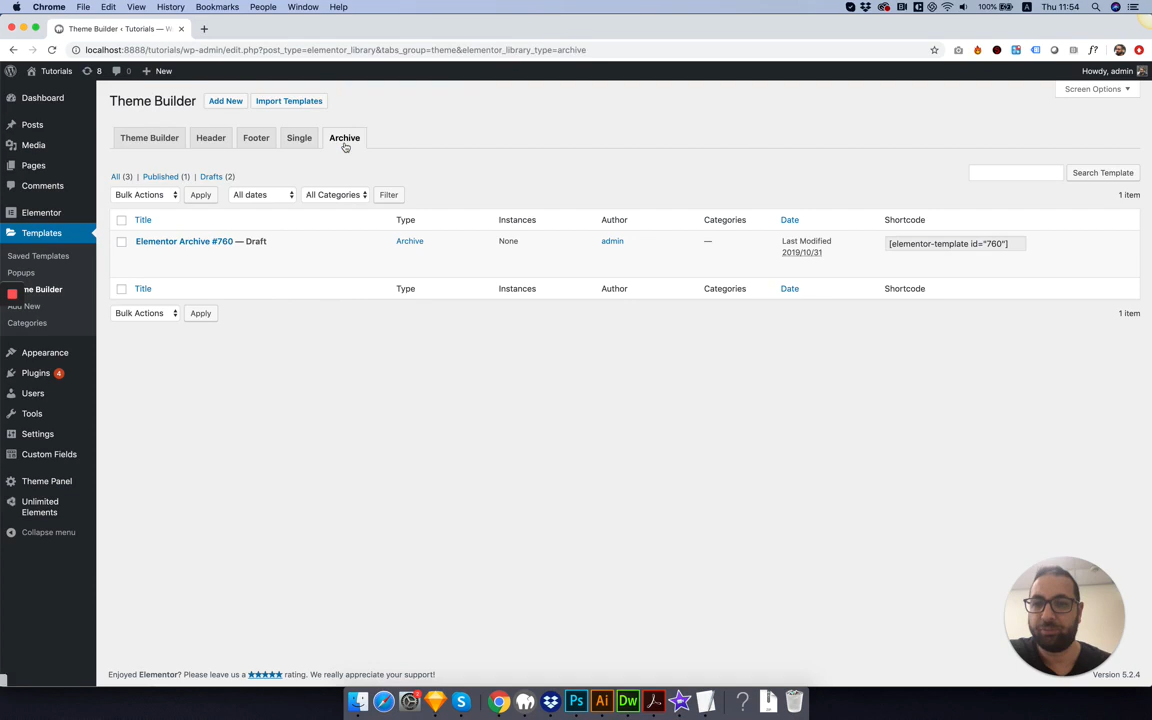 Chrome File Edit View History Bookmarks People Window Help 100% Thu 11:54
Theme Builder ‹ Tutorials — W
localhost:8888/tutorials/wp-admin/edit.php?post_type=elementor_library&tabs_group=theme&elementor_library_type=archive
Tutorials 8 0 New Howdy, admin
Screen Options
Dashboard
Posts
Media
Pages
Comments
Elementor
Templates
Saved Templates
Popups
me Builder
Add New
Categories
Appearance
Plugins 4
Users
Tools
Settings
Custom Fields
Theme Panel
Unlimited
Elements
Collapse menu
Theme Builder Add New Import Templates
Theme Builder Header Footer Single Archive
All (3) | Published (1) | Drafts (2)
Search Template
Bulk Actions Apply All dates All Categories Filter 1 item
Title Type Instances Author Categories Date Shortcode
Elementor Archive #760 — Draft Archive None admin — Last Modified [elementor-template id="760"]
2019/10/31
Title Type Instances Author Categories Date Shortcode
Bulk Actions Apply 1 item
Enjoyed Elementor? Please leave us a ★★★★★ rating. We really appreciate your support! Version 5.2.4
Ps Ai Dw